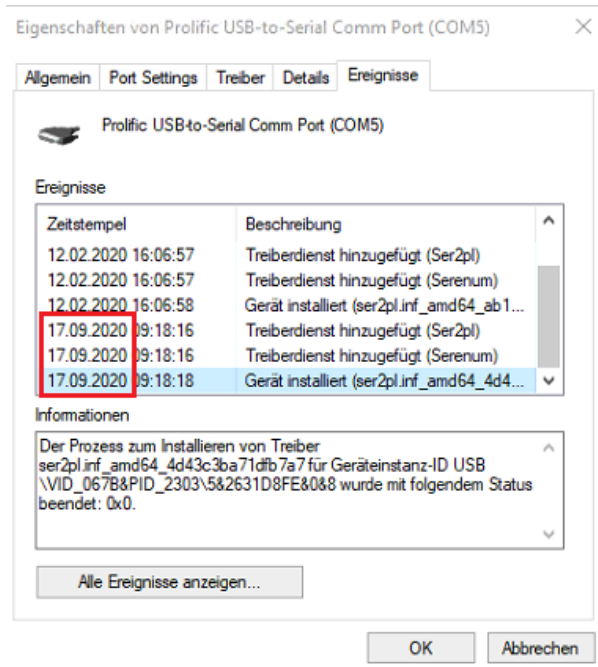 Eigenschaften von Prolific USB-to-Serial Comm Port (COM5)
Allgemein Port Settings Treiber Details Ereignisse
Prolific USB-to-Serial Comm Port (COM5)
Ereignisse
Zeitstempel Beschreibung
12.02.2020 16:06:57 Treiberdienst hinzugefügt (Ser2pl)
12.02.2020 16:06:57 Treiberdienst hinzugefügt (Serenum)
12.02.2020 16:06:58 Gerät installiert (ser2pl.inf_amd64_ab1...
17.09.2020 09:18:16 Treiberdienst hinzugefügt (Ser2pl)
17.09.2020 09:18:16 Treiberdienst hinzugefügt (Serenum)
17.09.2020 09:18:18 Gerät installiert (ser2pl.inf_amd64_4d4...
Informationen
Der Prozess zum Installieren von Treiber
ser2pl.inf_amd64_4d43c3ba71dfb7a7 für Geräteinstanz-ID USB
\VID_067B&PID_2303\5&2631D8FE&0&8 wurde mit folgendem Status
beendet: 0x0.
Alle Ereignisse anzeigen...
OK Abbrechen